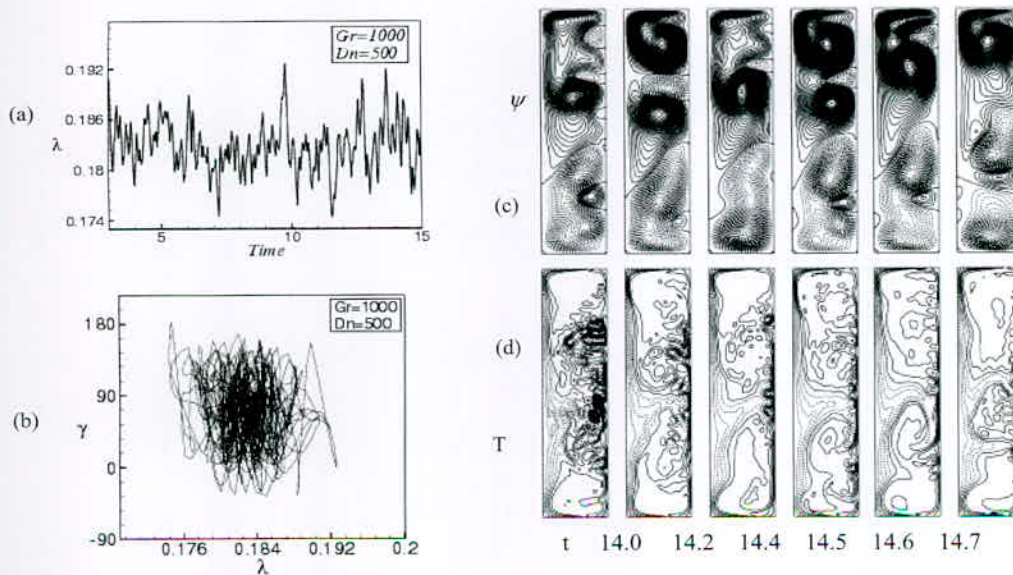 (a)
λ
0.192
0.186
0.18
0.174
Gr=1000
Dn=500
5
10
15
Time
(b)
γ
180
90
0
-90
Gr=1000
Dn=500
0.176
0.184
0.192
0.2
λ
ψ
(c)
(d)
T
t 14.0 14.2 14.4 14.5 14.6 14.7